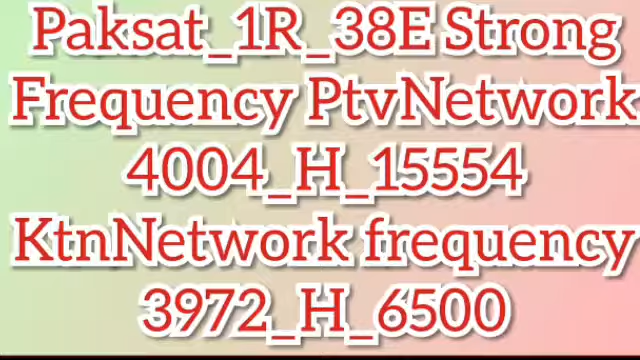 Paksat_1R_38E Strong
Frequency PtvNetwork
4004_H_15554
KtnNetwork frequency
3972_H_6500